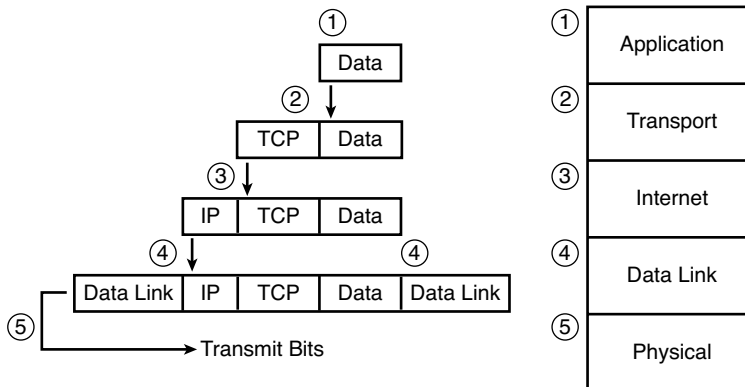 ① ① Application
Data
② ② Transport
TCP Data
③ ③ Internet
IP TCP Data
④ ④ ④ Data Link
Data Link IP TCP Data Data Link
⑤ ⑤ Physical
Transmit Bits